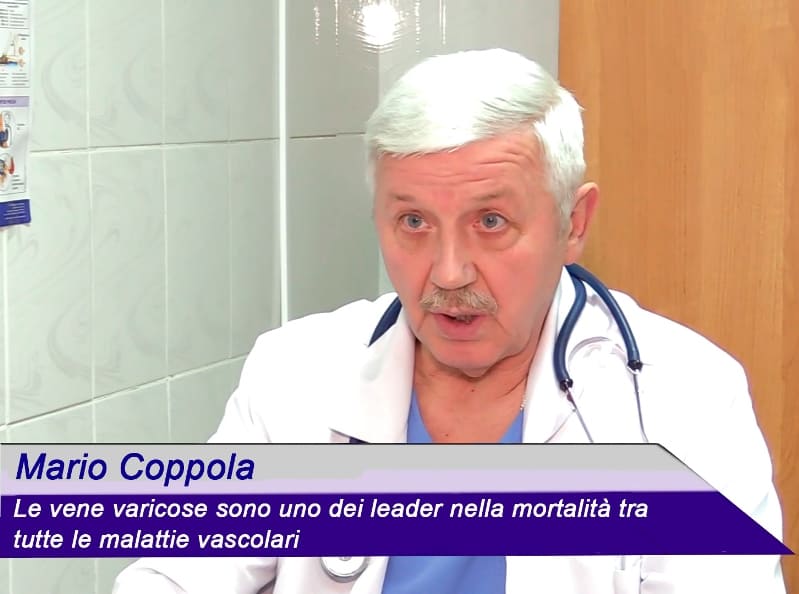 Mario Coppola
Le vene varicose sono uno dei leader nella mortalità tra
tutte le malattie vascolari